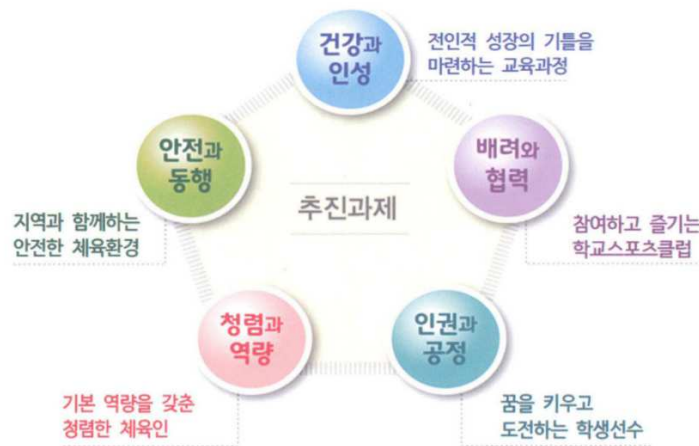 건강과
인성
전인적 성장의 기틀을
마련하는 교육과정
안전과
동행
배려와
협력
추진과제
지역과 함께하는
안전한 체육환경
참여하고 즐기는
학교스포츠클럽
청렴과
역량
인권과
공정
기본 역량을 갖춘
청렴한 체육인
꿈을 키우고
도전하는 학생선수